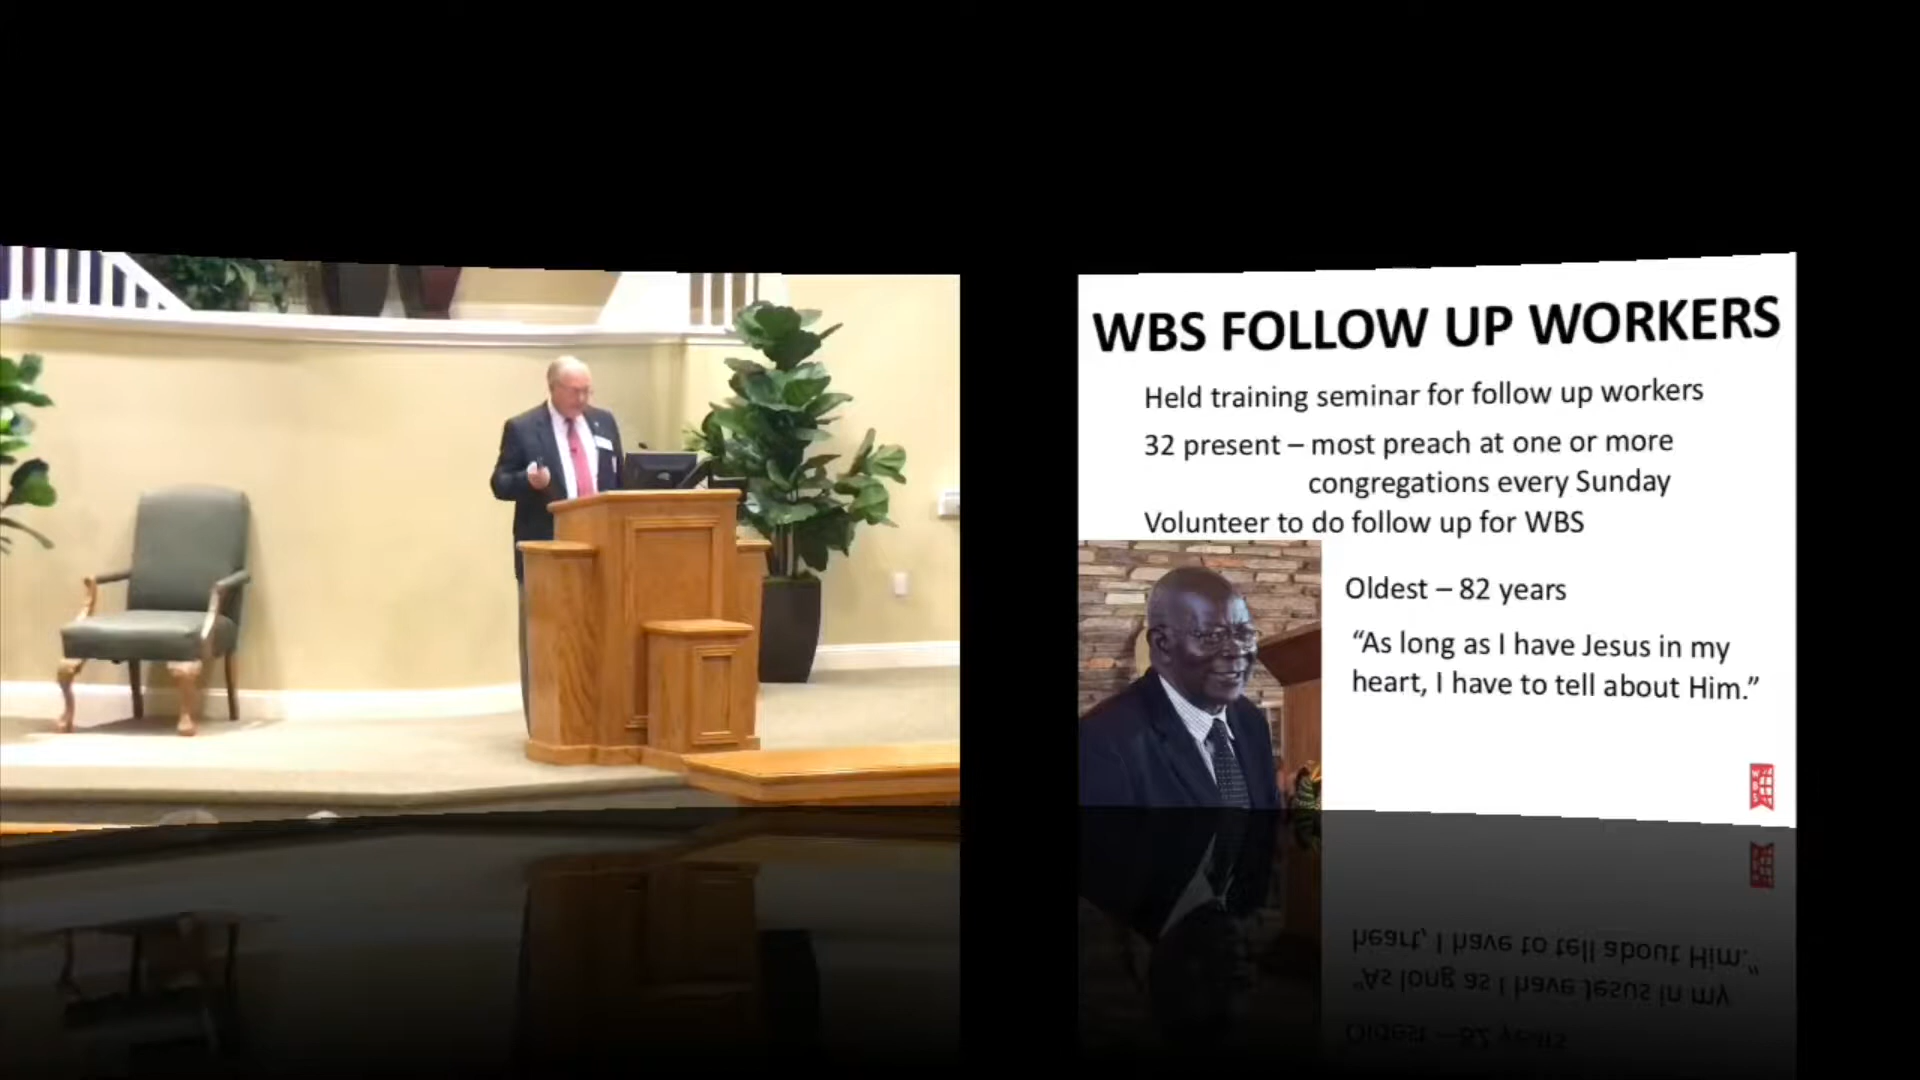 WBS FOLLOW UP WORKERS
Held training seminar for follow up workers
32 present – most preach at one or more
congregations every Sunday
Volunteer to do follow up for WBS
Oldest – 82 years
“As long as I have Jesus in my
heart, I have to tell about Him.”
WBS